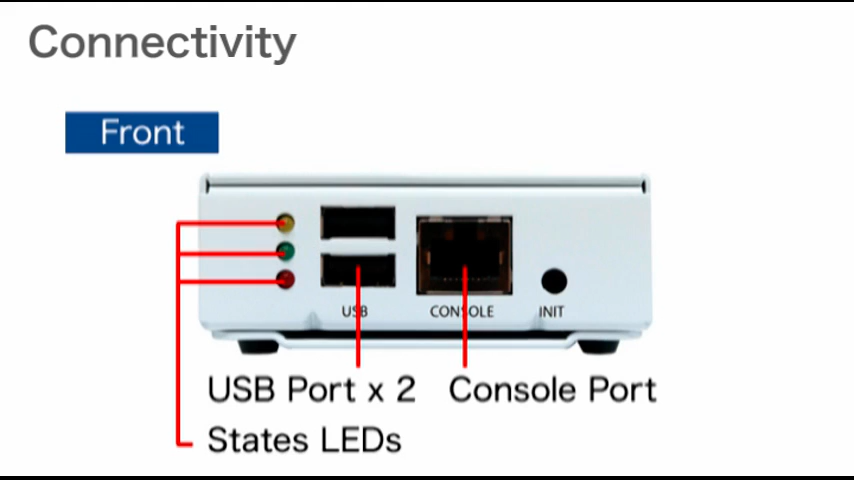 Connectivity
Front
USB CONSOLE INIT
USB Port x 2 Console Port
States LEDs